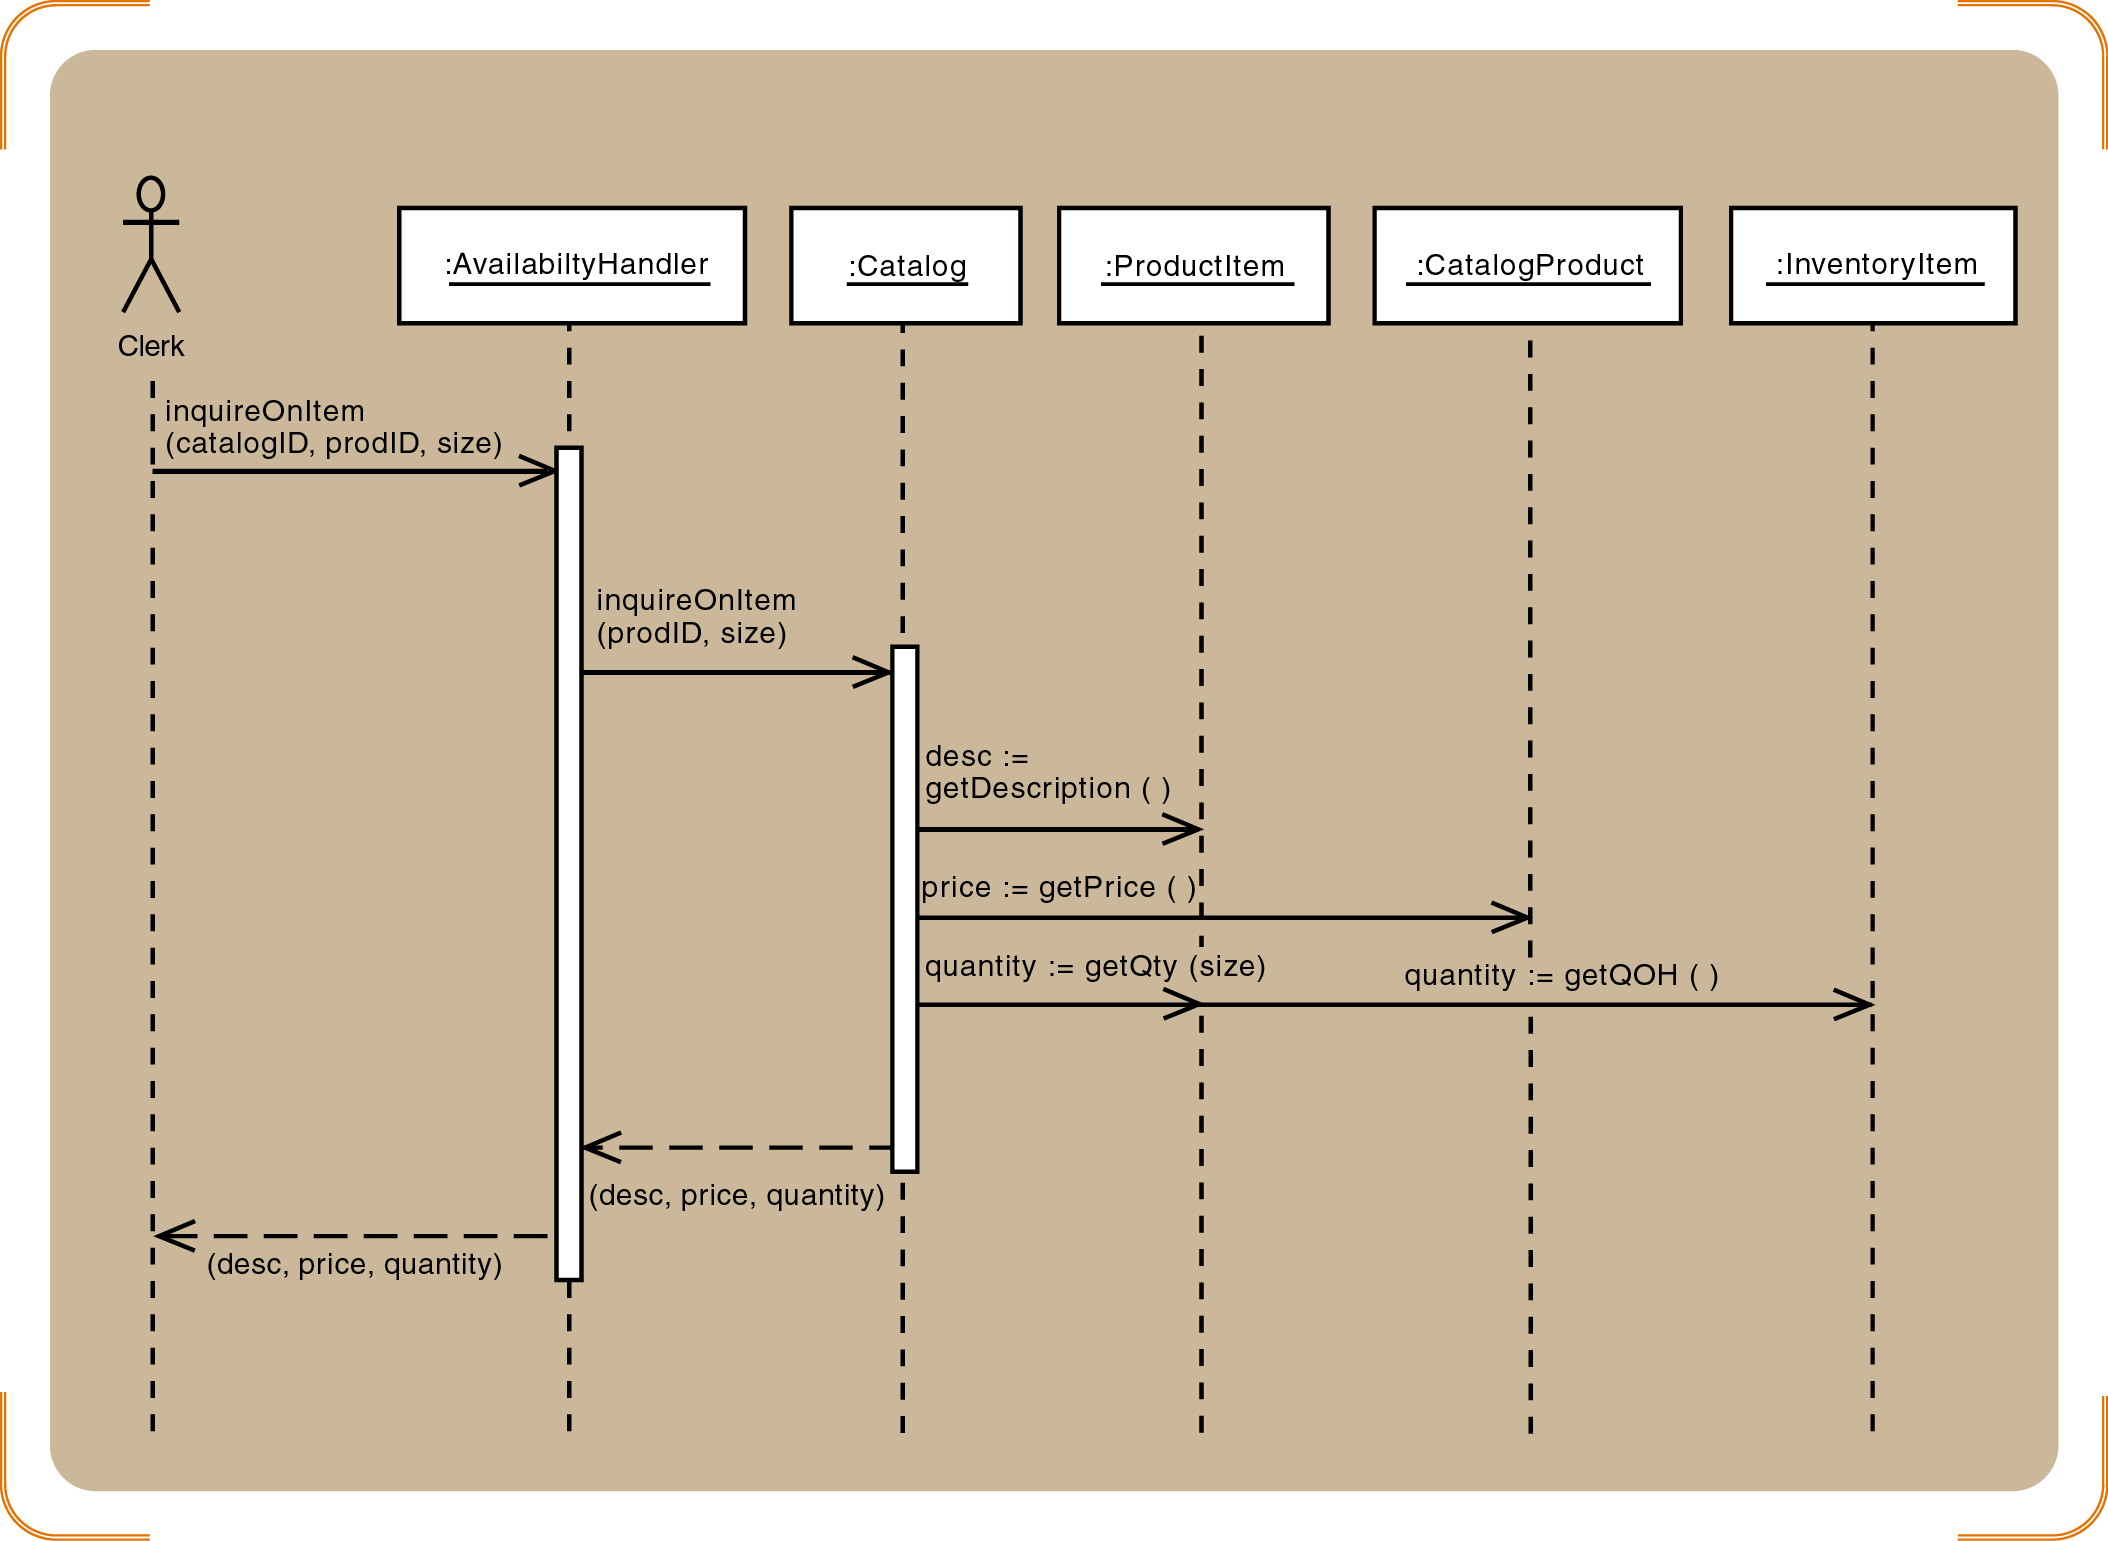 :AvailabiltyHandler
:Catalog
:ProductItem
:CatalogProduct
:InventoryItem
Clerk
inquireOnItem
(catalogID, prodID, size)
inquireOnItem
(prodID, size)
desc :=
getDescription ( )
price := getPrice ( )
quantity := getQty (size)
quantity := getQOH ( )
(desc, price, quantity)
(desc, price, quantity)